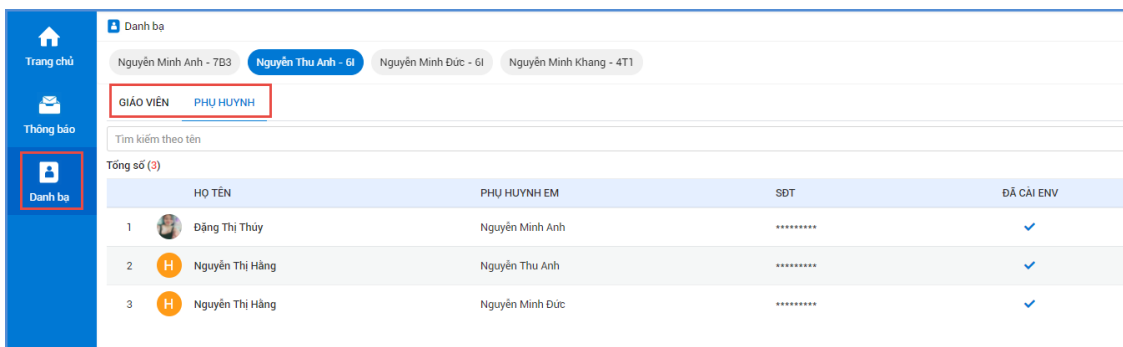 Trang chủ
Thông báo
Danh bạ
Danh bạ
Nguyễn Minh Anh - 7B3 Nguyễn Thu Anh - 6I Nguyễn Minh Đức - 6I Nguyễn Minh Khang - 4T1
GIÁO VIÊN PHỤ HUYNH
Tìm kiếm theo tên
Tổng số (3)
HỌ TÊN PHỤ HUYNH EM SĐT ĐÃ CÀI ENV
1 Đặng Thị Thúy Nguyễn Minh Anh *********
2 H Nguyễn Thị Hằng Nguyễn Thu Anh *********
3 H Nguyễn Thị Hằng Nguyễn Minh Đức *********